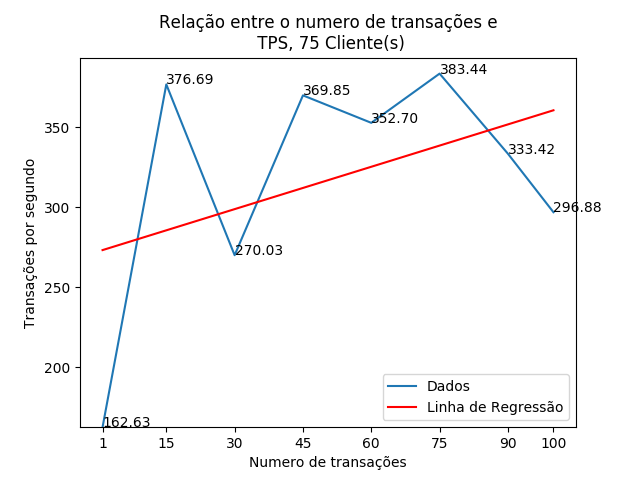 Relação entre o numero de transações e
TPS, 75 Cliente(s)
Transações por segundo
350
300
250
200
162.63
376.69
270.03
369.85
352.70
383.44
333.42
296.88
Dados
Linha de Regressão
1 15 30 45 60 75 90 100
Numero de transações